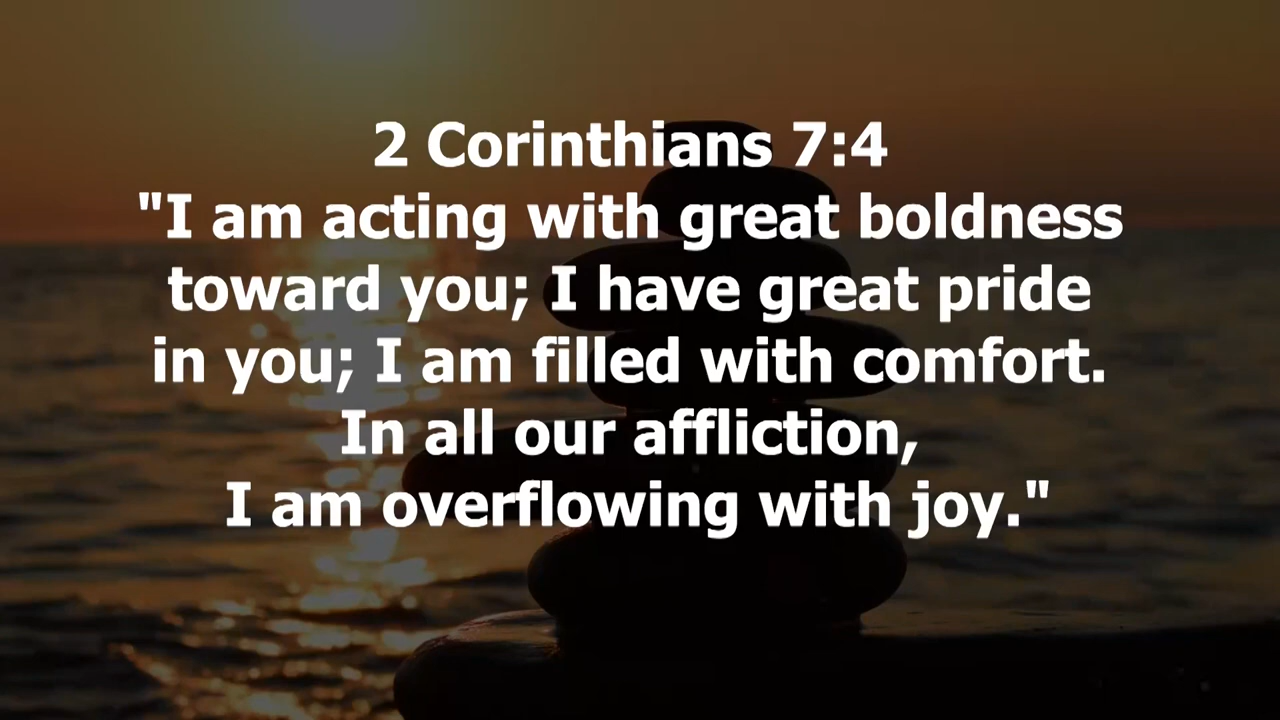 2 Corinthians 7:4
"I am acting with great boldness
toward you; I have great pride
in you; I am filled with comfort.
In all our affliction,
I am overflowing with joy."